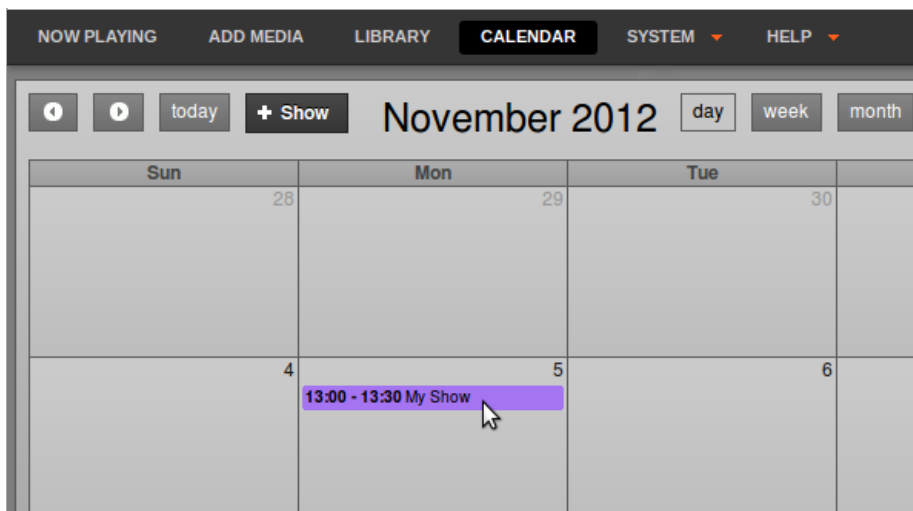 NOW PLAYING ADD MEDIA LIBRARY CALENDAR SYSTEM HELP
today + Show November 2012 day week month
Sun Mon Tue
28 29 30
4 5 6
13:00 - 13:30 My Show